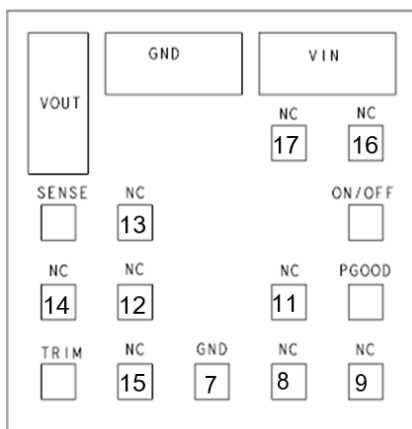 GND VIN
VOUT
NC NC
17 16
SENSE NC ON/OFF
13
NC NC NC PGOOD
14 12 11
TRIM NC GND NC NC
15 7 8 9